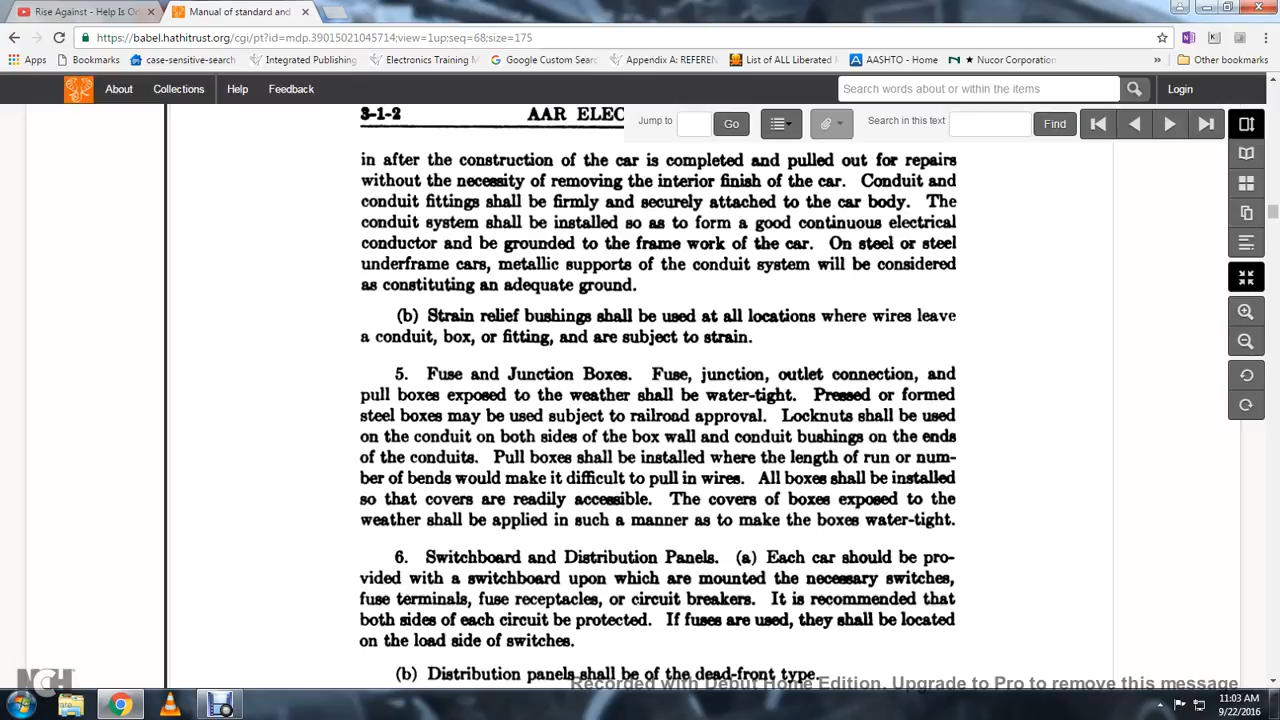 Rise Against - Help Is On
Manual of standard and
https://babel.hathitrust.org/cgi/pt?id=mdp.39015021045714;view=1up;seq=68;size=175
Apps Bookmarks case-sensitive search Integrated Publishing Electronics Training M Google Custom Sear Appendix A: REFEREN List of ALL Liberated AASHTO - Home Nucor Corporation » Other bookmarks
About Collections Help Feedback Search words about or within the items Login
3-1-2 AAR ELEC
Jump to Go Search in this text Find
in after the construction of the car is completed and pulled out for repairs
without the necessity of removing the interior finish of the car. Conduit and
conduit fittings shall be firmly and securely attached to the car body. The
conduit system shall be installed so as to form a good continuous electrical
conductor and be grounded to the frame work of the car. On steel or steel
underframe cars, metallic supports of the conduit system will be considered
as constituting an adequate ground.
(b) Strain relief bushings shall be used at all locations where wires leave
a conduit, box, or fitting, and are subject to strain.
5. Fuse and Junction Boxes. Fuse, junction, outlet connection, and
pull boxes exposed to the weather shall be water-tight. Pressed or formed
steel boxes may be used subject to railroad approval. Locknuts shall be used
on the conduit on both sides of the box wall and conduit bushings on the ends
of the conduits. Pull boxes shall be installed where the length of run or num-
ber of bends would make it difficult to pull in wires. All boxes shall be installed
so that covers are readily accessible. The covers of boxes exposed to the
weather shall be applied in such a manner as to make the boxes water-tight.
6. Switchboard and Distribution Panels. (a) Each car should be pro-
vided with a switchboard upon which are mounted the necessary switches,
fuse terminals, fuse receptacles, or circuit breakers. It is recommended that
both sides of each circuit be protected. If fuses are used, they shall be located
on the load side of switches.
(b) Distribution panels shall be of the dead-front type.
NCH
Recorded with Debut Home Edition. Upgrade to Pro to remove this message
11:03 AM
9/22/2016